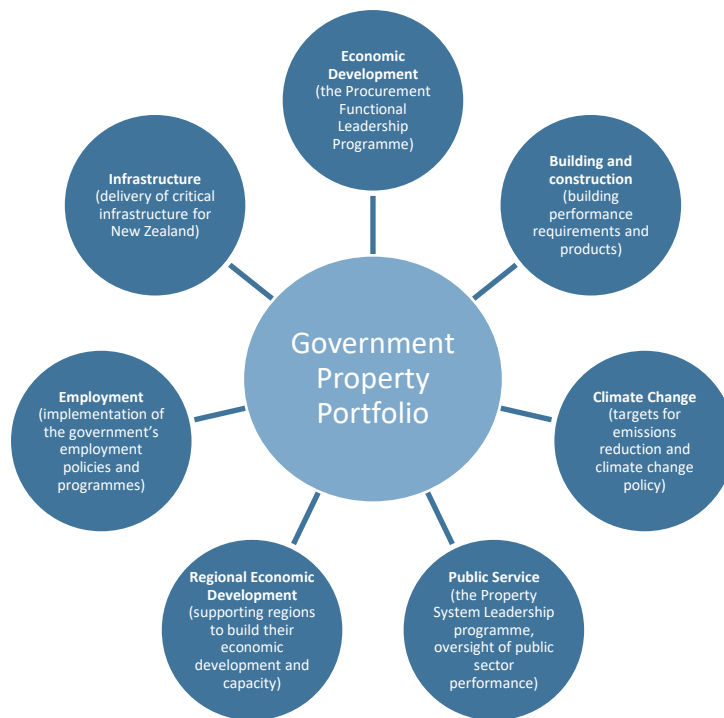 Economic
Development
(the Procurement
Functional
Leadership
Programme)
Building and
construction
(building
performance
requirements and
products)
Climate Change
(targets for
emissions
reduction and
climate change
policy)
Public Service
(the Property
System Leadership
programme,
oversight of public
sector
performance)
Regional Economic
Development
(supporting regions
to build their
economic
development and
capacity)
Employment
(implementation of
the government’s
employment
policies and
programmes)
Infrastructure
(delivery of critical
infrastructure for
New Zealand)
Government
Property
Portfolio